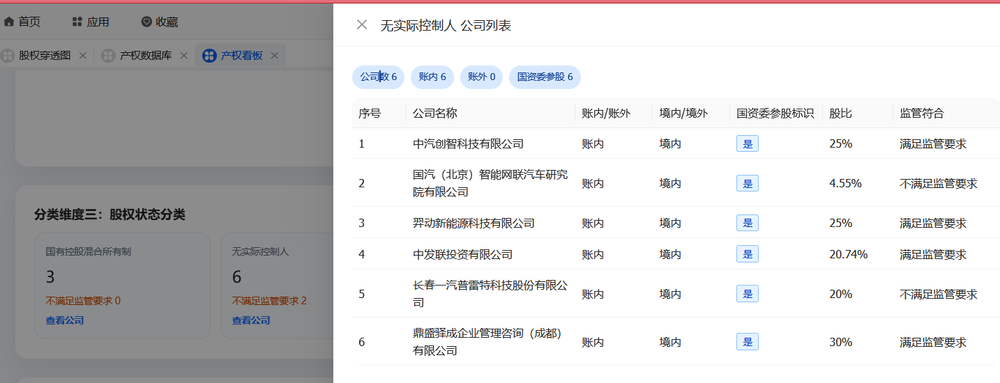 首页
应用
收藏
股权穿透图
产权数据库
产权看板
分类维度三：股权状态分类
国有控股混合所有制
3
不满足监管要求 0
查看公司
无实际控制人
6
不满足监管要求 2
查看公司
无实际控制人 公司列表
公司数 6
账内 6
账外 0
国资委参股 6
序号 公司名称 账内/账外 境内/境外 国资委参股标识 股比 监管符合
1 中汽创智科技有限公司 账内 境内 是 25% 满足监管要求
2 国汽（北京）智能网联汽车研究
院有限公司 账内 境内 是 4.55% 不满足监管要求
3 羿动新能源科技有限公司 账内 境内 是 25% 满足监管要求
4 中发联投资有限公司 账内 境内 是 20.74% 满足监管要求
5 长春一汽普雷特科技股份有限公
司 账内 境内 是 20% 不满足监管要求
6 鼎盛驿成企业管理咨询（成都）
有限公司 账内 境内 是 30% 满足监管要求